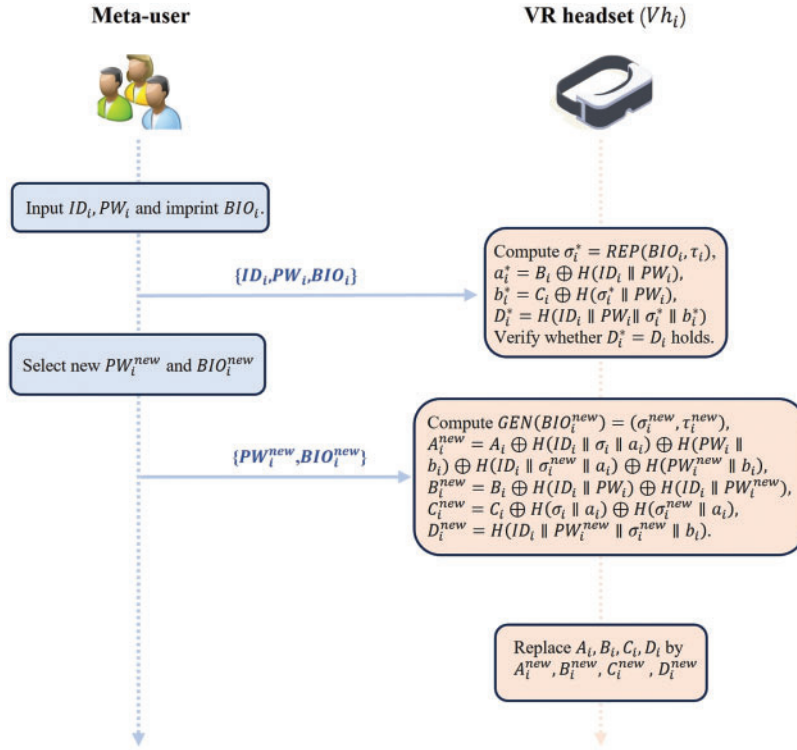 Meta-user
VR headset (Vh_i)
Input ID_i, PW_i and imprint BIO_i.
{ID_i,PW_i,BIO_i}
Compute σ_i^* = REP(BIO_i, τ_i),
a_i^* = B_i ⊕ H(ID_i ∥ PW_i),
b_i^* = C_i ⊕ H(σ_i^* ∥ PW_i),
D_i^* = H(ID_i ∥ PW_i∥ σ_i^* ∥ b_i^*)
Verify whether D_i^* = D_i holds.
Select new PW_i^{new} and BIO_i^{new}
{PW_i^{new},BIO_i^{new}}
Compute GEN(BIO_i^{new}) = (σ_i^{new}, τ_i^{new}),
A_i^{new} = A_i ⊕ H(ID_i ∥ σ_i ∥ a_i) ⊕ H(PW_i ∥
b_i) ⊕ H(ID_i ∥ σ_i^{new} ∥ a_i) ⊕ H(PW_i^{new} ∥ b_i),
B_i^{new} = B_i ⊕ H(ID_i ∥ PW_i) ⊕ H(ID_i ∥ PW_i^{new}),
C_i^{new} = C_i ⊕ H(σ_i ∥ a_i) ⊕ H(σ_i^{new} ∥ a_i),
D_i^{new} = H(ID_i ∥ PW_i^{new} ∥ σ_i^{new} ∥ b_i).
Replace A_i, B_i, C_i, D_i by
A_i^{new}, B_i^{new}, C_i^{new} , D_i^{new}